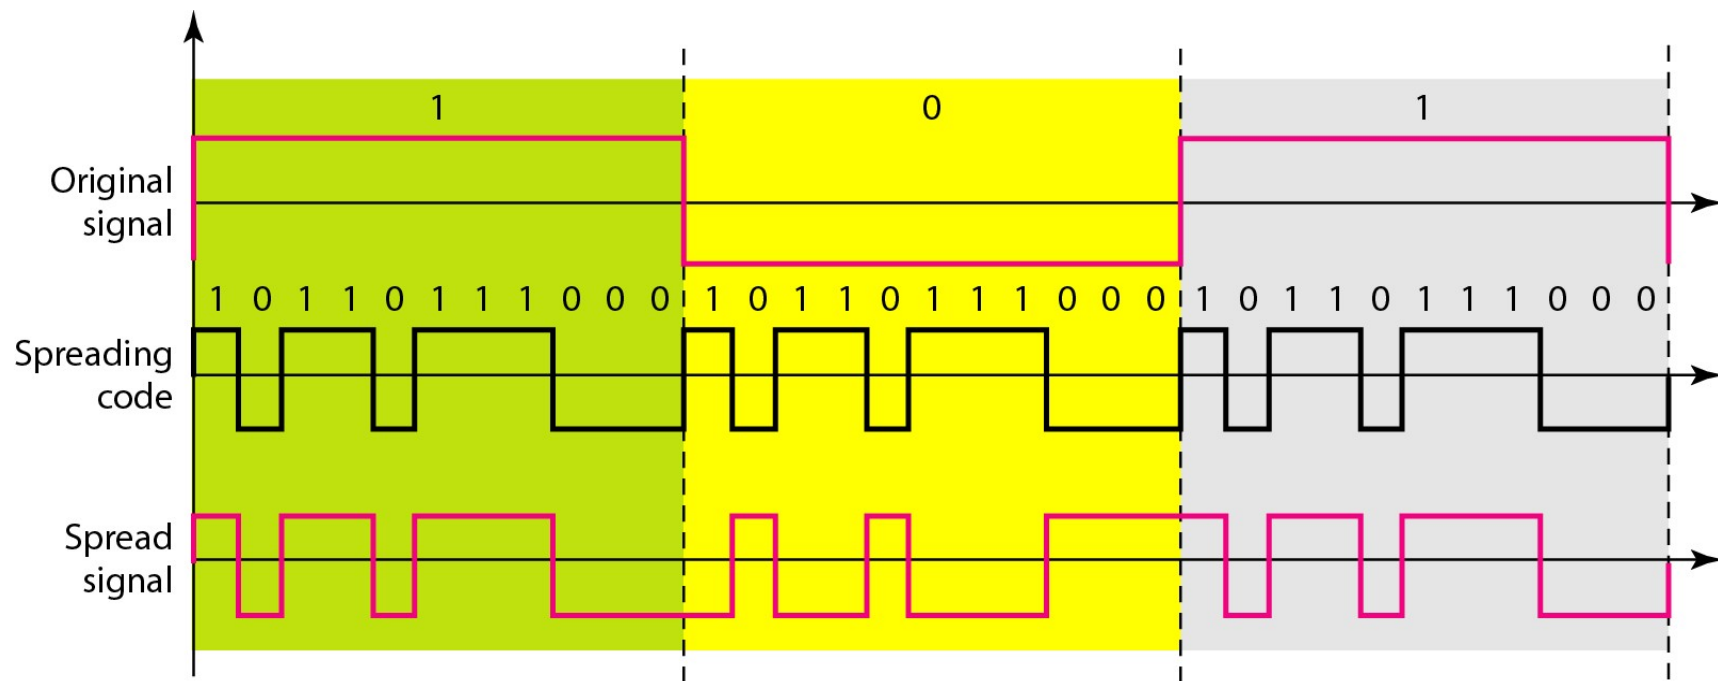 1 0 1
Original
signal
1 0 1 1 0 1 1 1 0 0 0 1 0 1 1 0 1 1 1 0 0 0 1 0 1 1 0 1 1 1 0 0 0
Spreading
code
Spread
signal